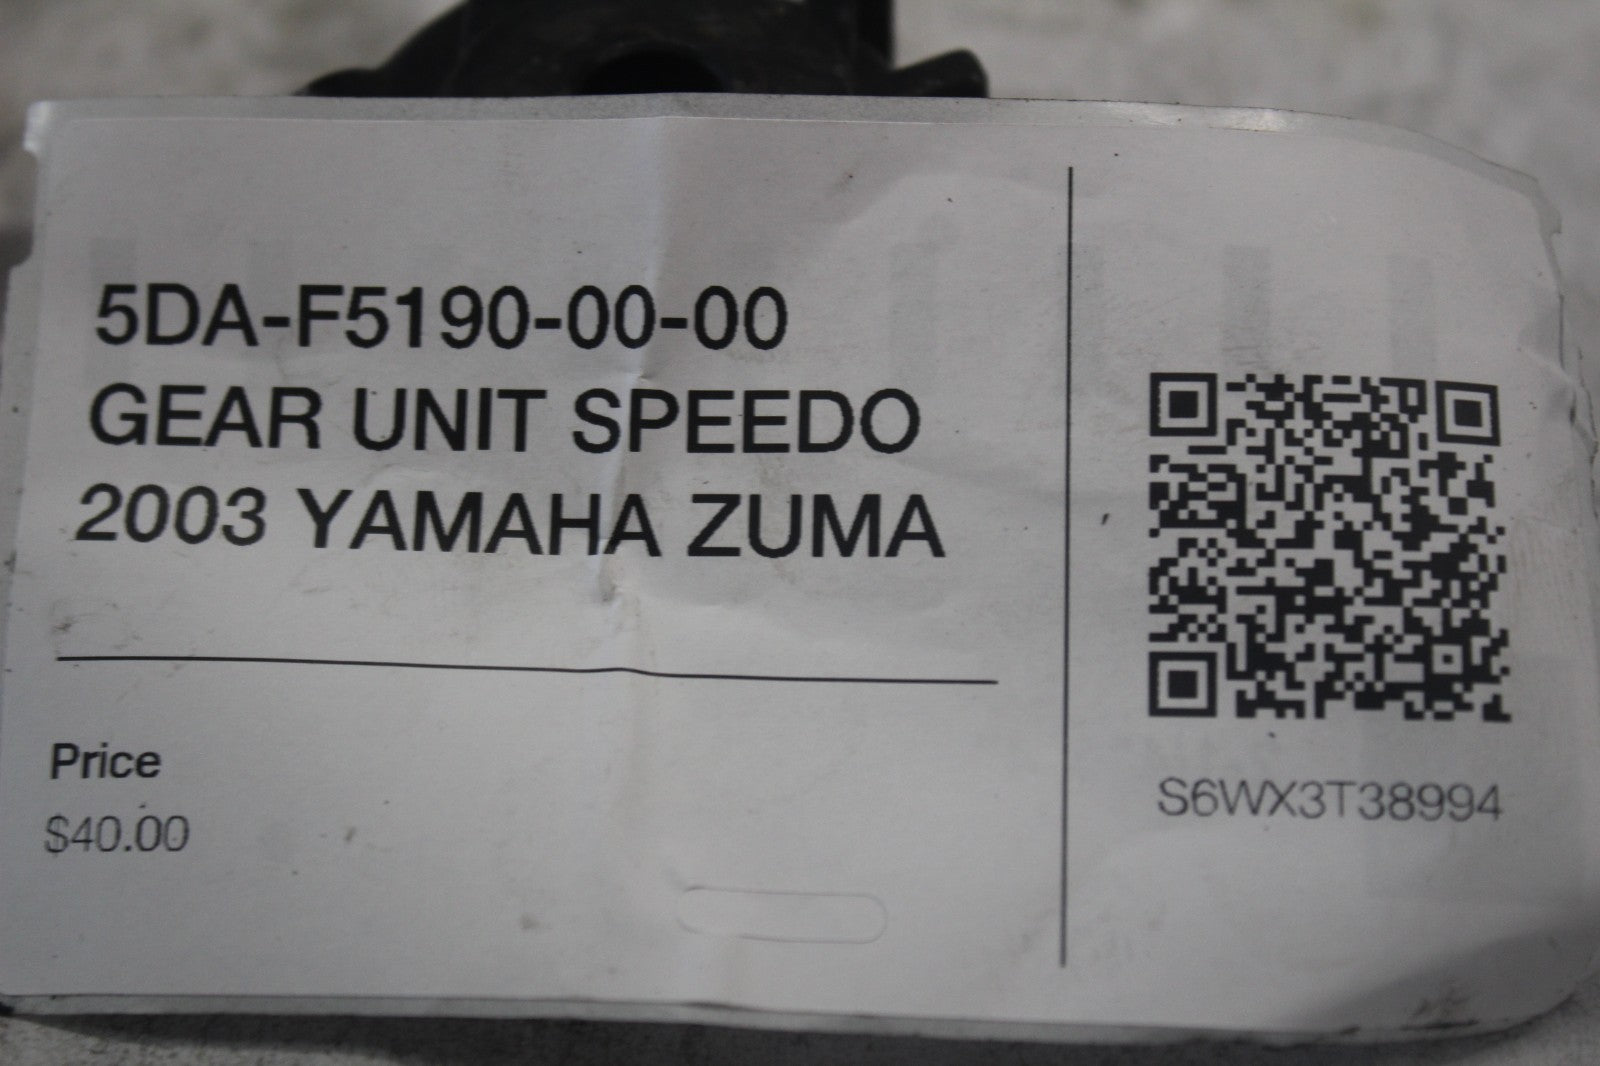 5DA-F5190-00-00
GEAR UNIT SPEEDO
2003 YAMAHA ZUMA
Price
$40.00
S6WX3T38994